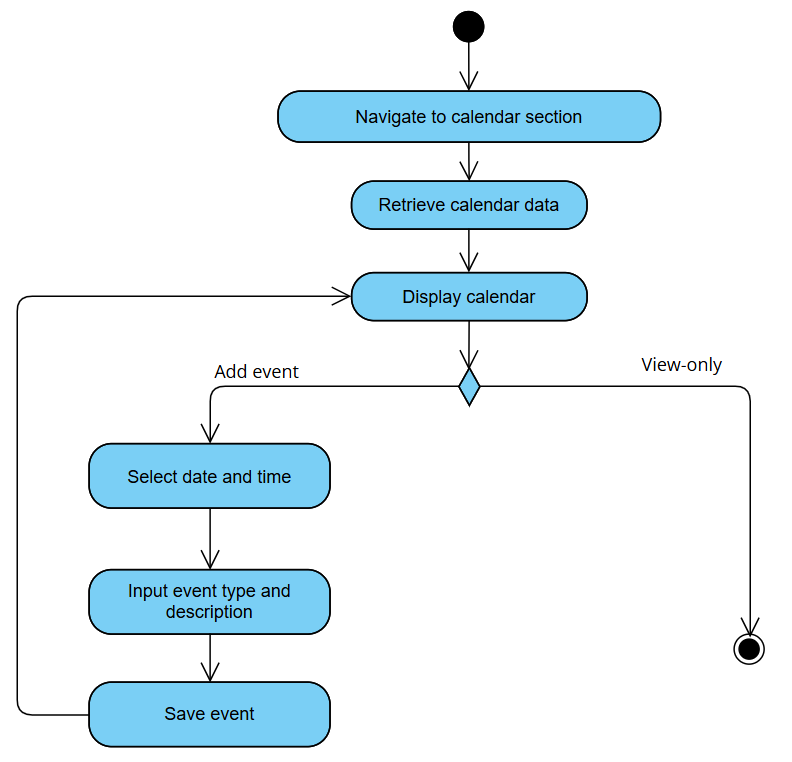 Navigate to calendar section
Retrieve calendar data
Display calendar
Add event
View-only
Select date and time
Input event type and
description
Save event